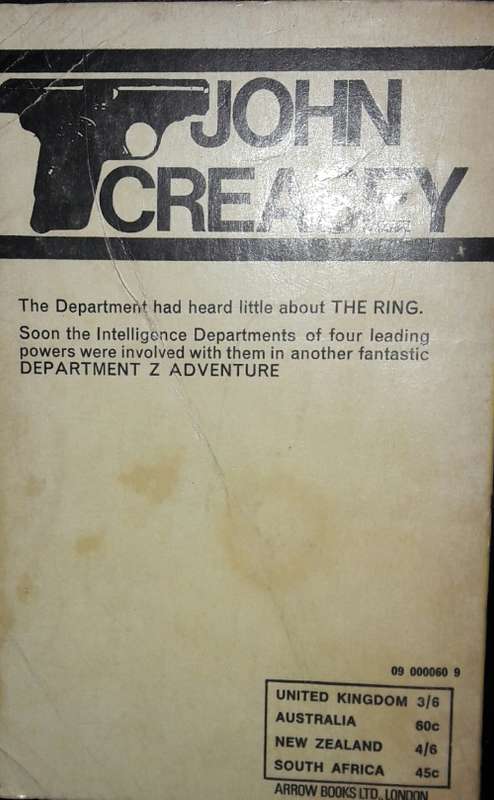 JOHN
CREASEY
The Department had heard little about THE RING.
Soon the Intelligence Departments of four leading
powers were involved with them in another fantastic
DEPARTMENT Z ADVENTURE
09 000060 9
UNITED KINGDOM 3/6
AUSTRALIA 60c
NEW ZEALAND 4/6
SOUTH AFRICA 45c
ARROW BOOKS LTD., LONDON